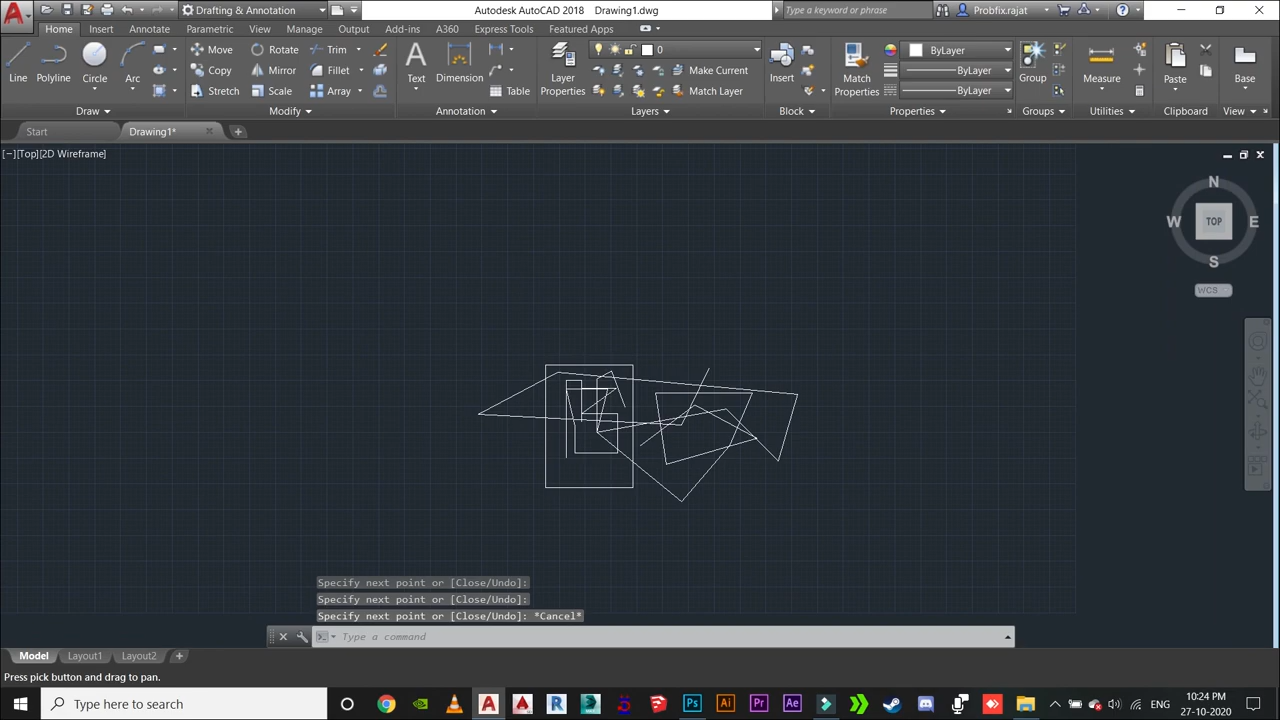 Drafting & Annotation
Autodesk AutoCAD 2018 Drawing1.dwg
Type a keyword or phrase
Probfix.rajat
Home Insert Annotate Parametric View Manage Output Add-ins A360 Express Tools Featured Apps
Line Polyline Circle Arc
Move Rotate Trim
Copy Mirror Fillet
Stretch Scale Array
Text Dimension
Table
Layer Properties
0
Make Current
Match Layer
Insert
Match Properties
ByLayer
ByLayer
ByLayer
Group
Measure
Paste
Base
Draw Modify Annotation Layers Block Properties Groups Utilities Clipboard View
Start Drawing1*
[−][Top][2D Wireframe]
N
W TOP E
S
WCS
Specify next point or [Close/Undo]:
Specify next point or [Close/Undo]:
Specify next point or [Close/Undo]: *Cancel*
Type a command
Model Layout1 Layout2
Press pick button and drag to pan.
Type here to search
ENG
10:24 PM
27-10-2020